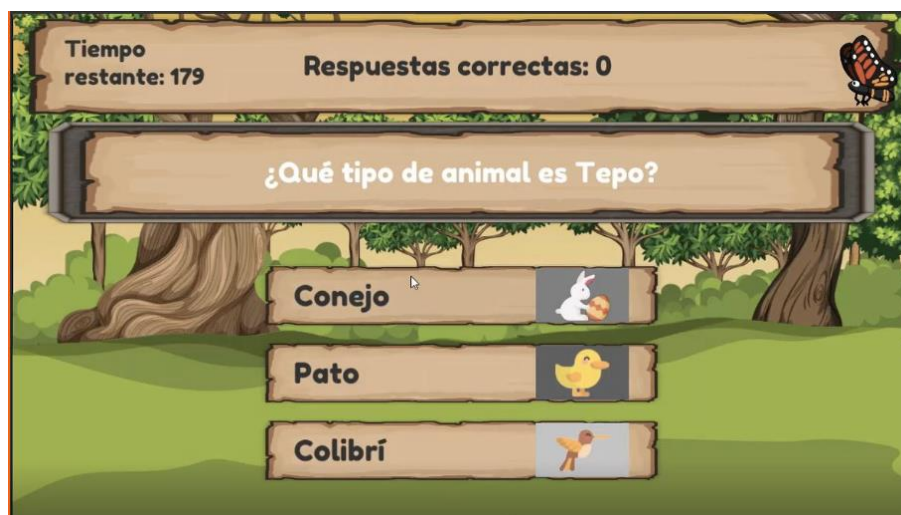 Tiempo
restante: 179
Respuestas correctas: 0
¿Qué tipo de animal es Tepo?
Conejo
Pato
Colibrí